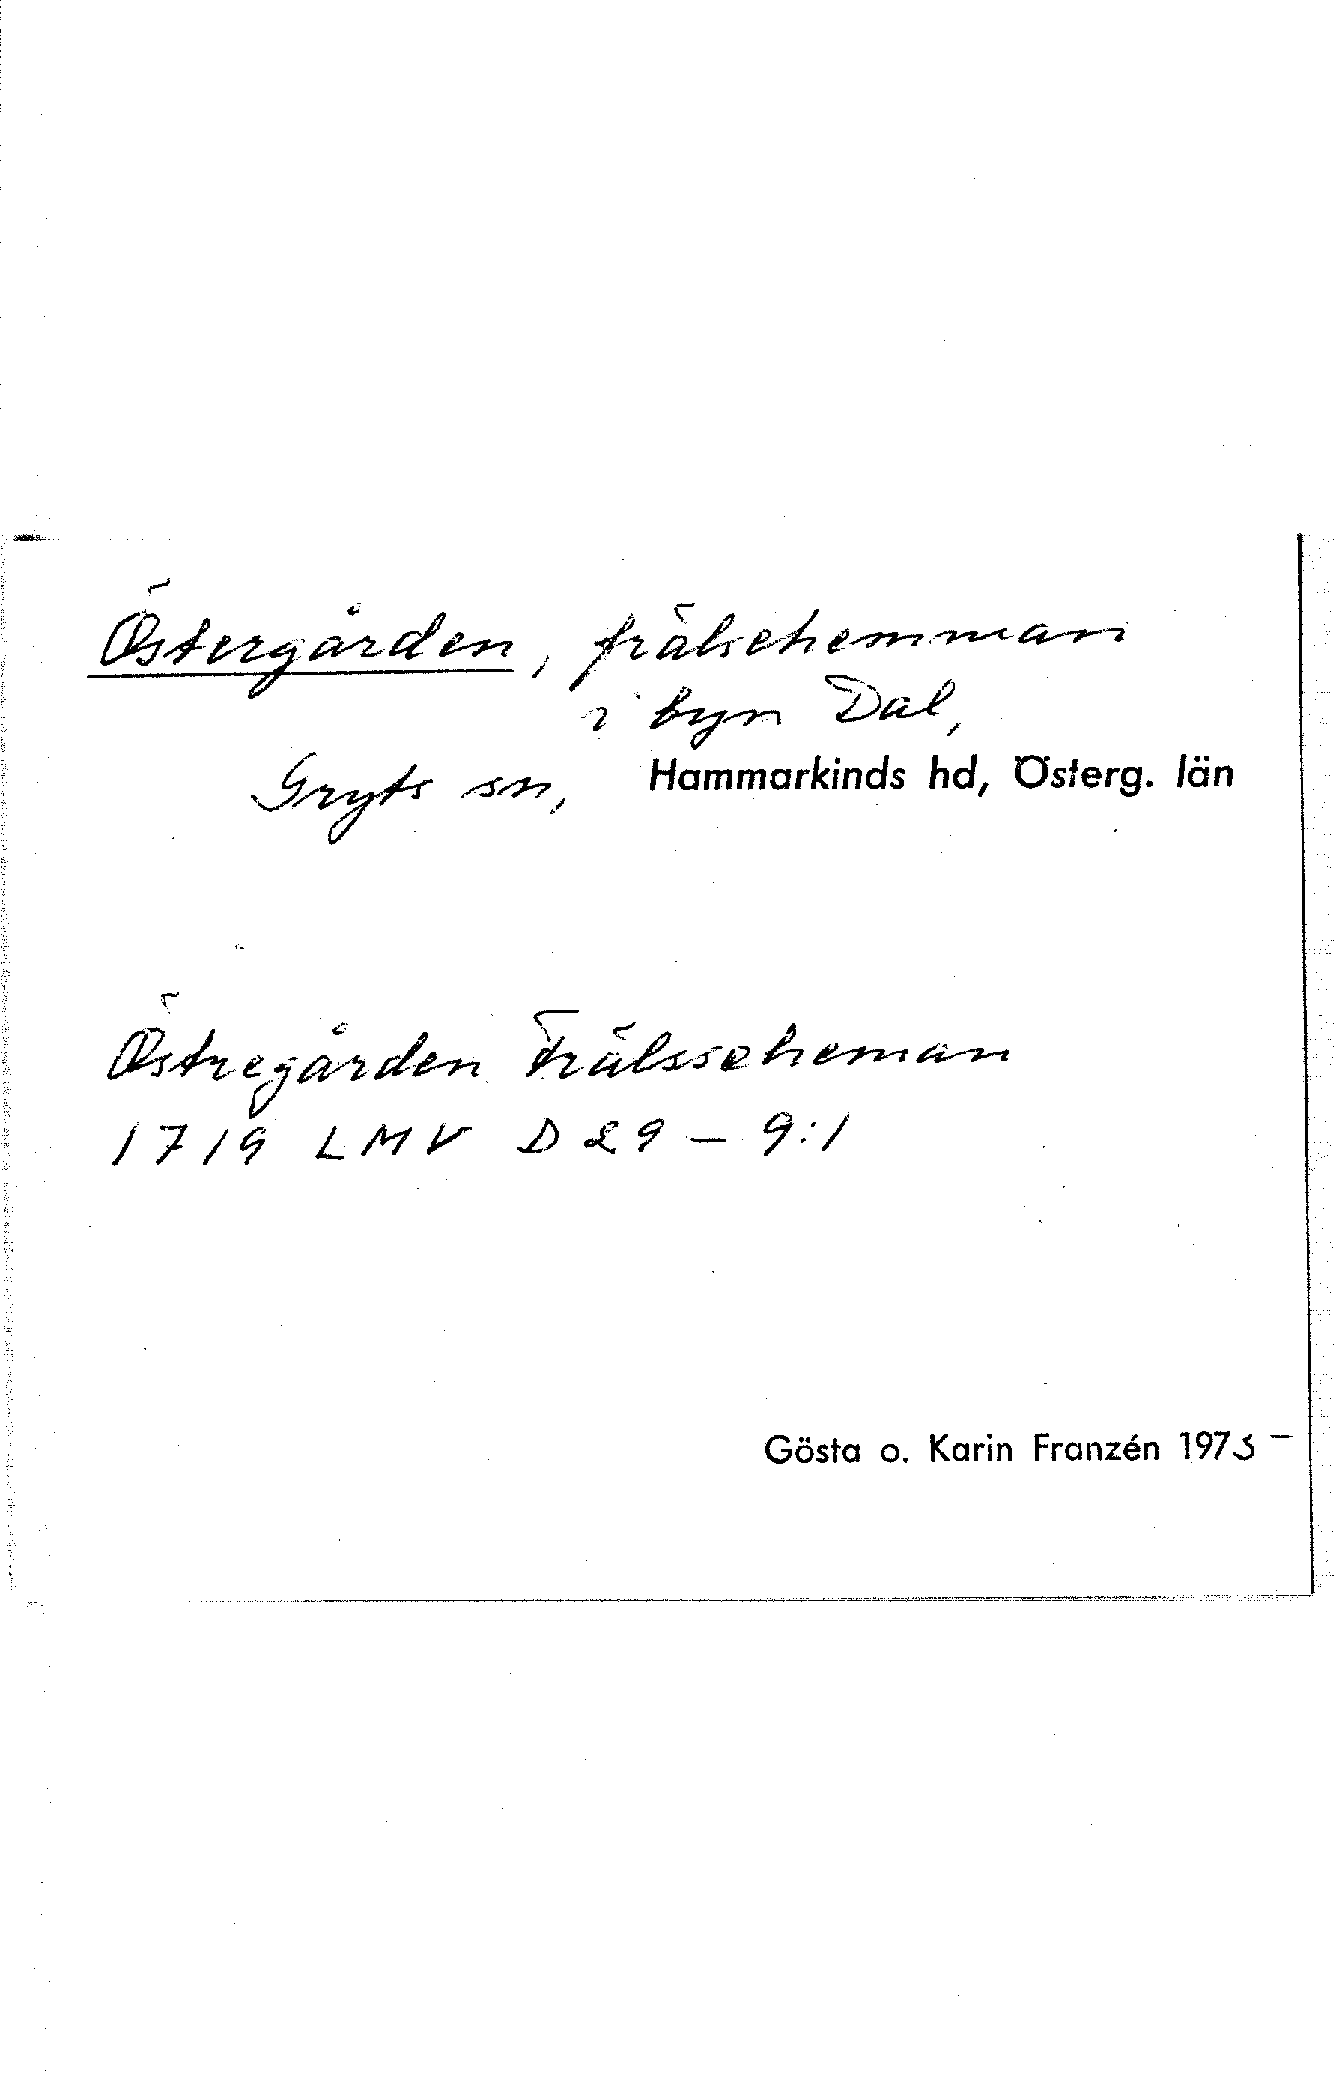 Östergården, frälsehemman
i byn Dal,
Gryts sn, Hammarkinds hd, Österg. län
Östregården Frälsseheman
1719 LMV D29 – 9:1
Gösta o. Karin Franzén 1973 –